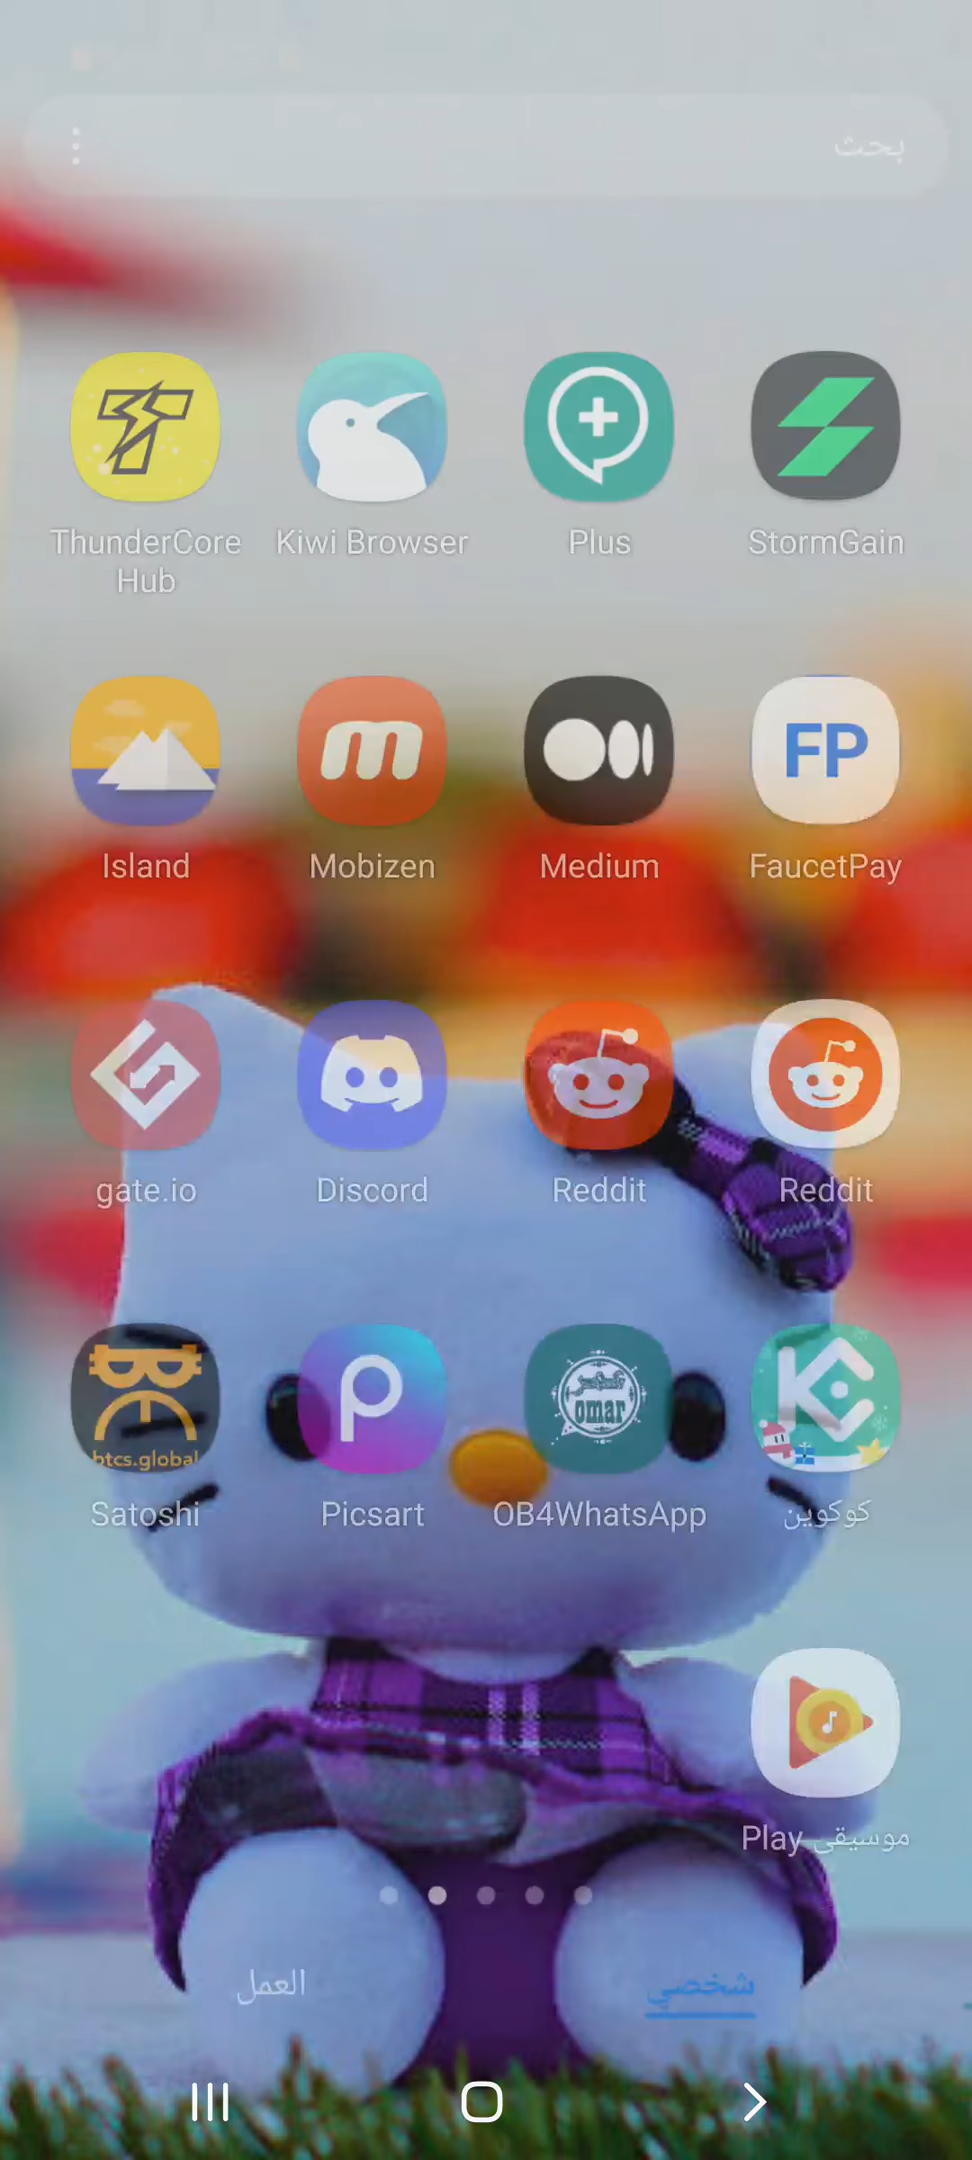 بحث
ThunderCore
Hub
Kiwi Browser
Plus
StormGain
Island
Mobizen
Medium
FP
FaucetPay
gate.io
Discord
Reddit
Reddit
btcs.global
Satoshi
Picsart
omar
OB4WhatsApp
كوكوين
موسيقى Play
العمل
شخصي